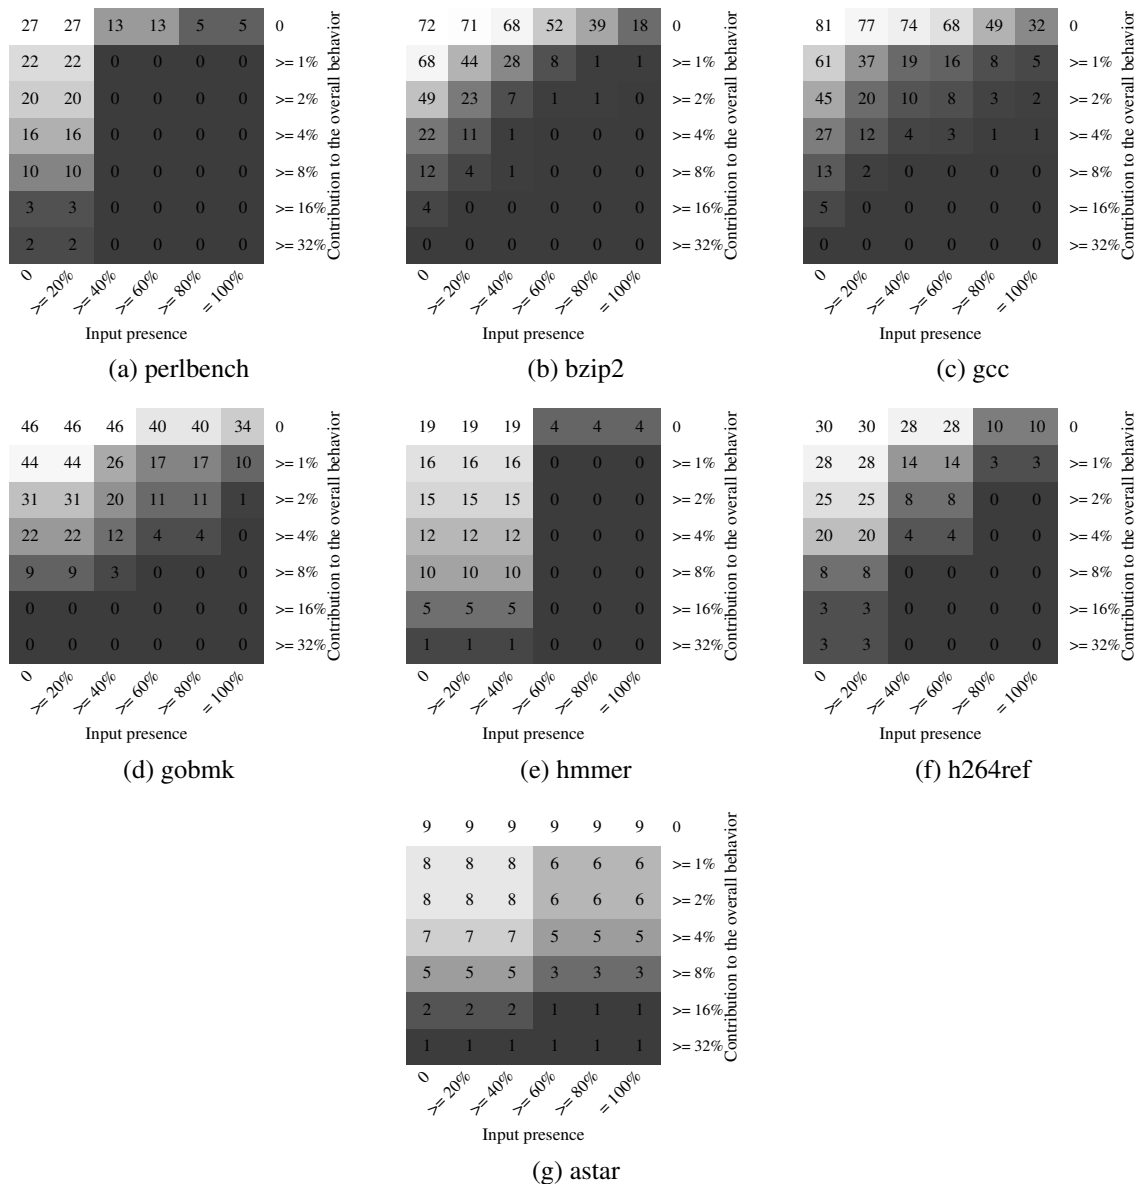 27 27 13 13 5 5 0
22 22 0 0 0 0 >= 1%
20 20 0 0 0 0 >= 2%
16 16 0 0 0 0 >= 4%
10 10 0 0 0 0 >= 8%
3 3 0 0 0 0 >= 16%
2 2 0 0 0 0 >= 32%
0 >= 20% >= 40% >= 60% >= 80% = 100%
Contribution to the overall behavior
Input presence
(a) perlbench
72 71 68 52 39 18 0
68 44 28 8 1 1 >= 1%
49 23 7 1 1 0 >= 2%
22 11 1 0 0 0 >= 4%
12 4 1 0 0 0 >= 8%
4 0 0 0 0 0 >= 16%
0 0 0 0 0 0 >= 32%
0 >= 20% >= 40% >= 60% >= 80% = 100%
Contribution to the overall behavior
Input presence
(b) bzip2
81 77 74 68 49 32 0
61 37 19 16 8 5 >= 1%
45 20 10 8 3 2 >= 2%
27 12 4 3 1 1 >= 4%
13 2 0 0 0 0 >= 8%
5 0 0 0 0 0 >= 16%
0 0 0 0 0 0 >= 32%
0 >= 20% >= 40% >= 60% >= 80% = 100%
Contribution to the overall behavior
Input presence
(c) gcc
46 46 46 40 40 34 0
44 44 26 17 17 10 >= 1%
31 31 20 11 11 1 >= 2%
22 22 12 4 4 0 >= 4%
9 9 3 0 0 0 >= 8%
0 0 0 0 0 0 >= 16%
0 0 0 0 0 0 >= 32%
0 >= 20% >= 40% >= 60% >= 80% = 100%
Contribution to the overall behavior
Input presence
(d) gobmk
19 19 19 4 4 4 0
16 16 16 0 0 0 >= 1%
15 15 15 0 0 0 >= 2%
12 12 12 0 0 0 >= 4%
10 10 10 0 0 0 >= 8%
5 5 5 0 0 0 >= 16%
1 1 1 0 0 0 >= 32%
0 >= 20% >= 40% >= 60% >= 80% = 100%
Contribution to the overall behavior
Input presence
(e) hmmer
30 30 28 28 10 10 0
28 28 14 14 3 3 >= 1%
25 25 8 8 0 0 >= 2%
20 20 4 4 0 0 >= 4%
8 8 0 0 0 0 >= 8%
3 3 0 0 0 0 >= 16%
3 3 0 0 0 0 >= 32%
0 >= 20% >= 40% >= 60% >= 80% = 100%
Contribution to the overall behavior
Input presence
(f) h264ref
9 9 9 9 9 9 0
8 8 8 6 6 6 >= 1%
8 8 8 6 6 6 >= 2%
7 7 7 5 5 5 >= 4%
5 5 5 3 3 3 >= 8%
2 2 2 1 1 1 >= 16%
1 1 1 1 1 1 >= 32%
0 >= 20% >= 40% >= 60% >= 80% = 100%
Contribution to the overall behavior
Input presence
(g) astar